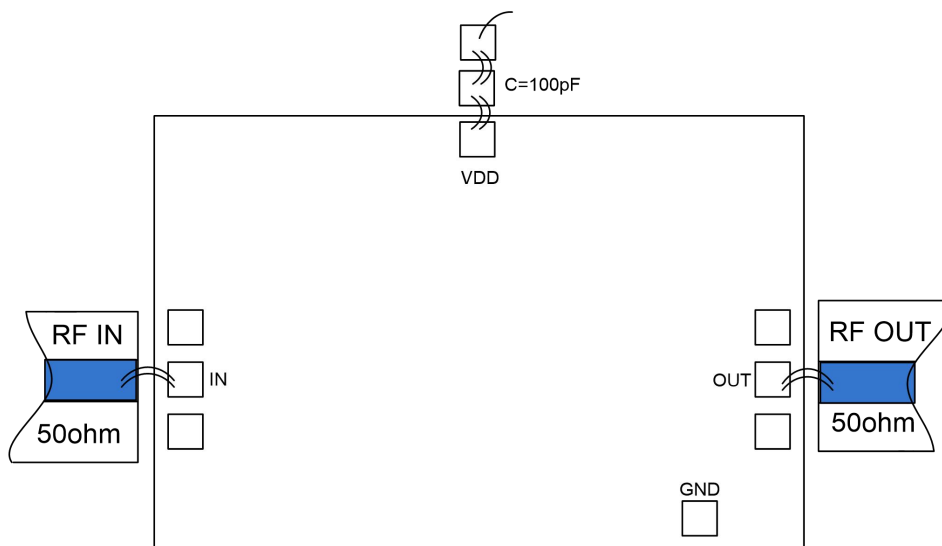 C=100pF
VDD
RF IN
50ohm
IN
OUT
RF OUT
50ohm
GND